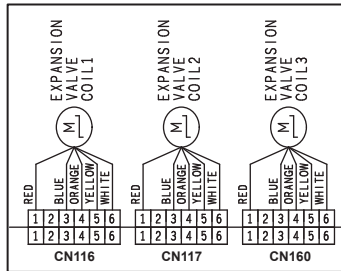 EXPANSION
VALVE
COIL1
EXPANSION
VALVE
COIL2
EXPANSION
VALVE
COIL3
M
M
M
RED
BLUE
ORANGE
YELLOW
WHITE
RED
BLUE
ORANGE
YELLOW
WHITE
RED
BLUE
ORANGE
YELLOW
WHITE
1 2 3 4 5 6
1 2 3 4 5 6
1 2 3 4 5 6
1 2 3 4 5 6
1 2 3 4 5 6
1 2 3 4 5 6
CN116
CN117
CN160